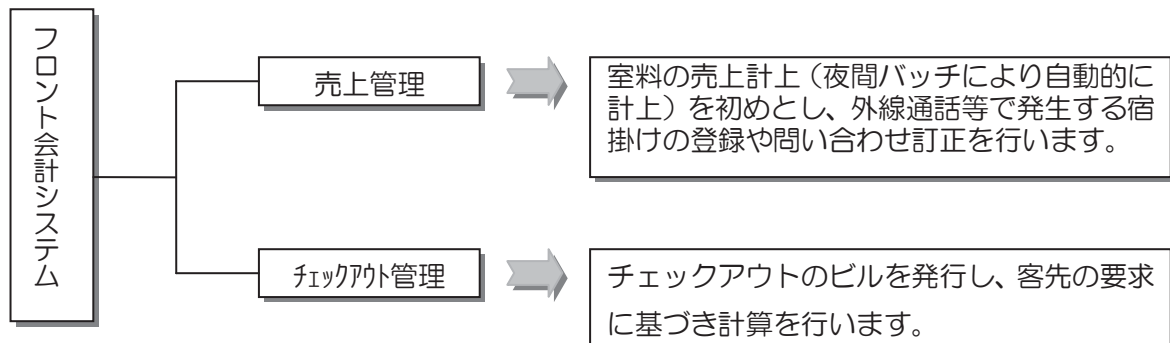 フロント会計システム
売上管理
室料の売上計上（夜間バッチにより自動的に
計上）を初めとし、外線通話等で発生する宿
掛けの登録や問い合わせ訂正を行います。
ﾁｪｯｸｱｳﾄ管理
チェックアウトのビルを発行し、客先の要求
に基づき計算を行います。